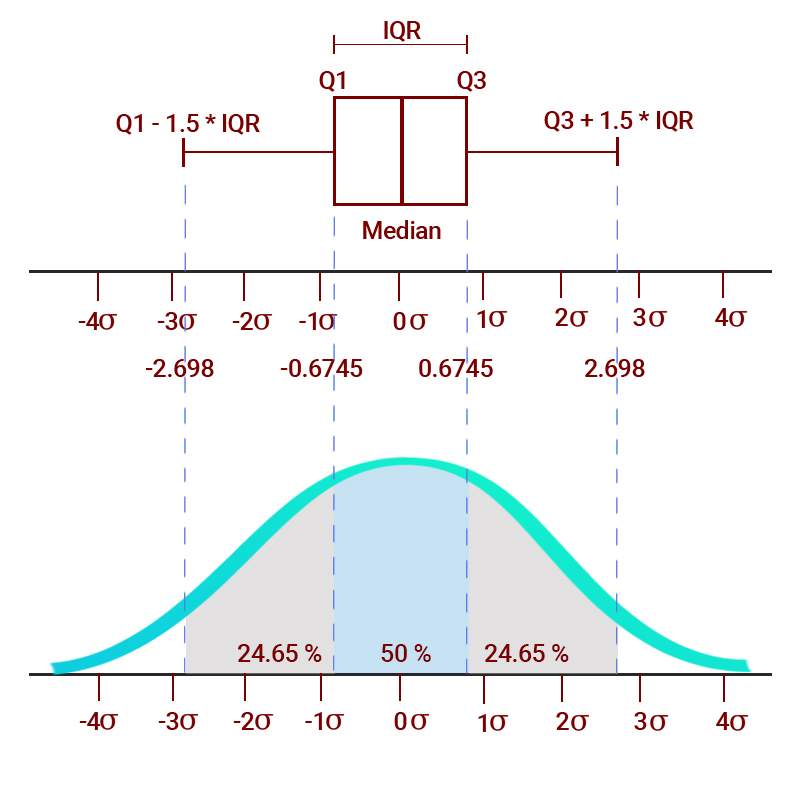 IQR
Q1 Q3
Q1 - 1.5 * IQR Q3 + 1.5 * IQR
Median
-4σ -3σ -2σ -1σ 0σ 1σ 2σ 3σ 4σ
-2.698 -0.6745 0.6745 2.698
24.65 % 50 % 24.65 %
-4σ -3σ -2σ -1σ 0σ 1σ 2σ 3σ 4σ